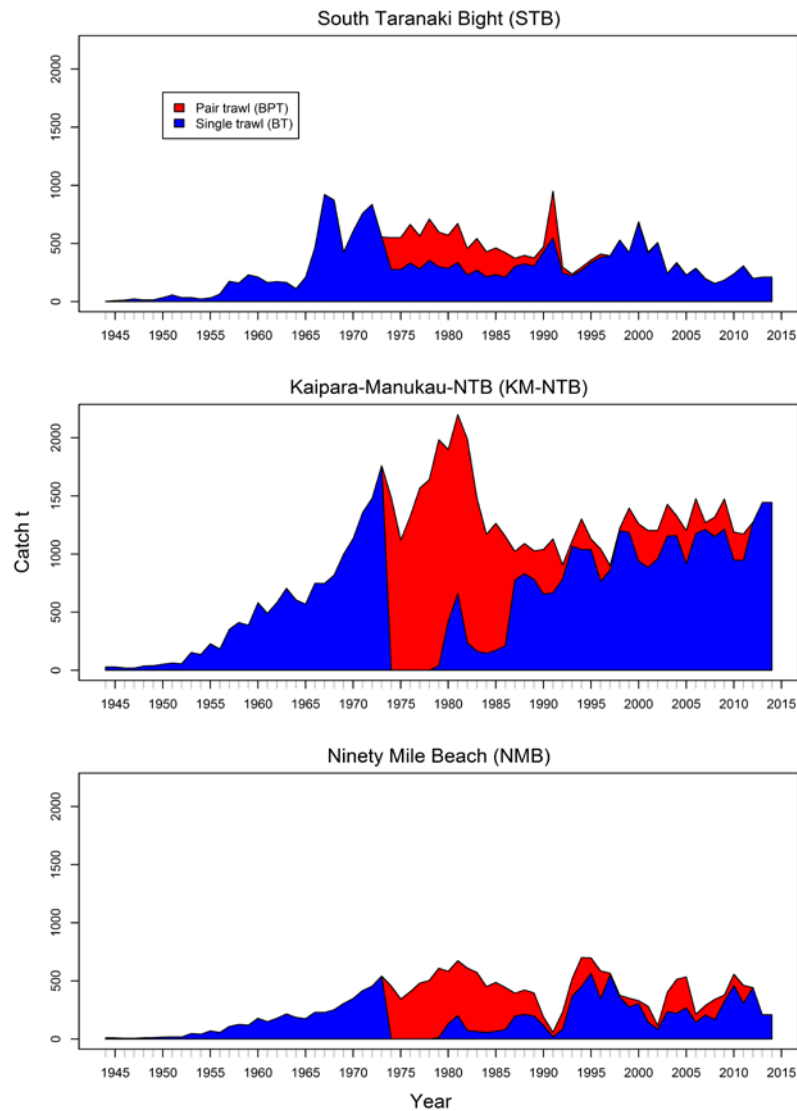 South Taranaki Bight (STB)
2000
1500
1000
500
0
Pair trawl (BPT)
Single trawl (BT)
1945 1950 1955 1960 1965 1970 1975 1980 1985 1990 1995 2000 2005 2010 2015
Kaipara-Manukau-NTB (KM-NTB)
Catch t
2000
1500
1000
500
0
1945 1950 1955 1960 1965 1970 1975 1980 1985 1990 1995 2000 2005 2010 2015
Ninety Mile Beach (NMB)
2000
1500
1000
500
0
1945 1950 1955 1960 1965 1970 1975 1980 1985 1990 1995 2000 2005 2010 2015
Year